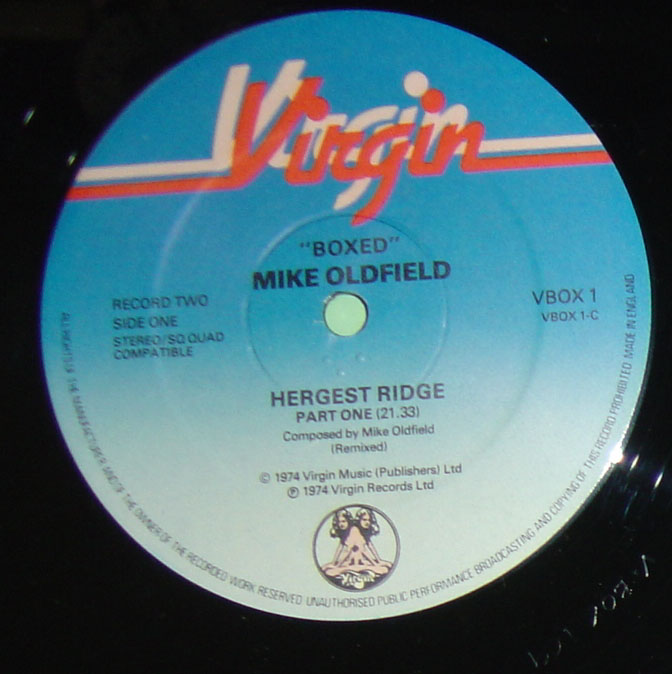 Virgin
"BOXED"
MIKE OLDFIELD
RECORD TWO
SIDE ONE
STEREO/SQ QUAD
COMPATIBLE
VBOX 1
VBOX 1-C
HERGEST RIDGE
PART ONE (21.33)
Composed by Mike Oldfield
(Remixed)
© 1974 Virgin Music (Publishers) Ltd
℗ 1974 Virgin Records Ltd
Virgin
ALL RIGHTS OF THE MANUFACTURER AND OF THE OWNER OF THE RECORDED WORK RESERVED. UNAUTHORISED PUBLIC PERFORMANCE BROADCASTING AND COPYING OF THIS RECORD PROHIBITED. MADE IN ENGLAND